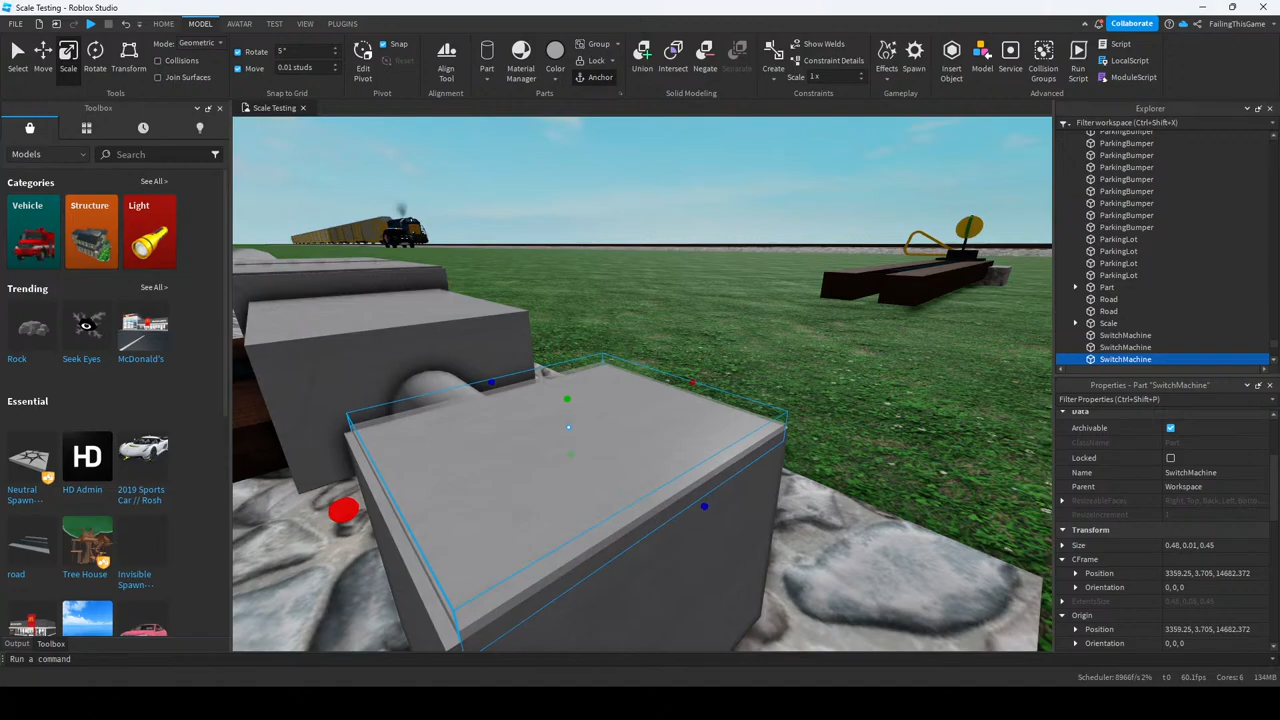 Scale Testing - Roblox Studio
FILE HOME MODEL AVATAR TEST VIEW PLUGINS Collaborate FailingThisGame
Select Move Scale Rotate Transform
Mode: Geometric
Collisions
Join Surfaces
Tools
Rotate 5 °
Move 0.01 studs
Snap to Grid
Edit Pivot
Snap
Reset
Pivot
Align Tool
Alignment
Part Material Manager Color
Group
Lock
Anchor
Parts
Union Intersect Negate Separate
Solid Modeling
Create
Show Welds
Constraint Details
Scale 1 x
Constraints
Effects Spawn
Gameplay
Insert Object Model Service Collision Groups Run Script
Script
LocalScript
ModuleScript
Advanced
Toolbox
Models Search
Categories See All >
Vehicle Structure Light
Trending See All >
Rock Seek Eyes McDonald's
Essential
HD
Neutral Spawn··· HD Admin 2019 Sports Car // Rosh
road Tree House Invisible Spawn···
Output Toolbox
Run a command
Scale Testing
Explorer
Filter workspace (Ctrl+Shift+X)
ParkingBumper
ParkingBumper
ParkingBumper
ParkingBumper
ParkingBumper
ParkingBumper
ParkingBumper
ParkingBumper
ParkingBumper
ParkingLot
ParkingLot
ParkingLot
ParkingLot
Part
Road
Road
Scale
SwitchMachine
SwitchMachine
SwitchMachine
Properties - Part "SwitchMachine"
Filter Properties (Ctrl+Shift+P)
Data
Archivable
ClassName Part
Locked
Name SwitchMachine
Parent Workspace
ResizeableFaces Right, Top, Back, Left, Botto...
ResizeIncrement 1
Transform
Size 0.48, 0.01, 0.45
CFrame
Position 3359.25, 3.705, 14682.372
Orientation 0, 0, 0
Origin
Position 3359.25, 3.705, 14682.372
Orientation 0, 0, 0
Scheduler: 8966f/s 2% t 0 60.1fps Cores: 6 134MB